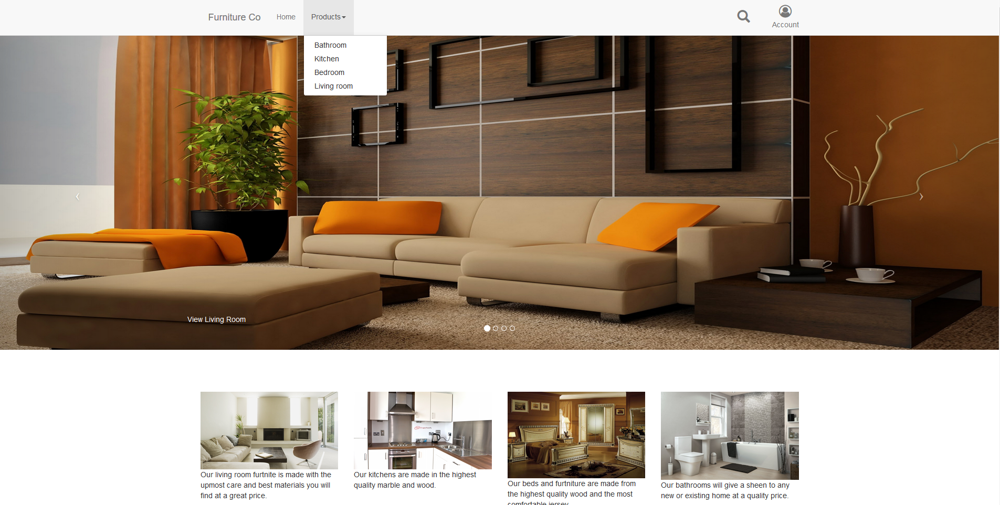 Furniture Co
Home
Products
Account
Bathroom
Kitchen
Bedroom
Living room
View Living Room
Our living room furtnite is made with the
upmost care and best materials you will
find at a great price.
Our kitchens are made in the highest
quality marble and wood.
Our beds and furtniture are made from
the highest quality wood and the most
comfortable jersey
Our bathrooms will give a sheen to any
new or existing home at a quality price.